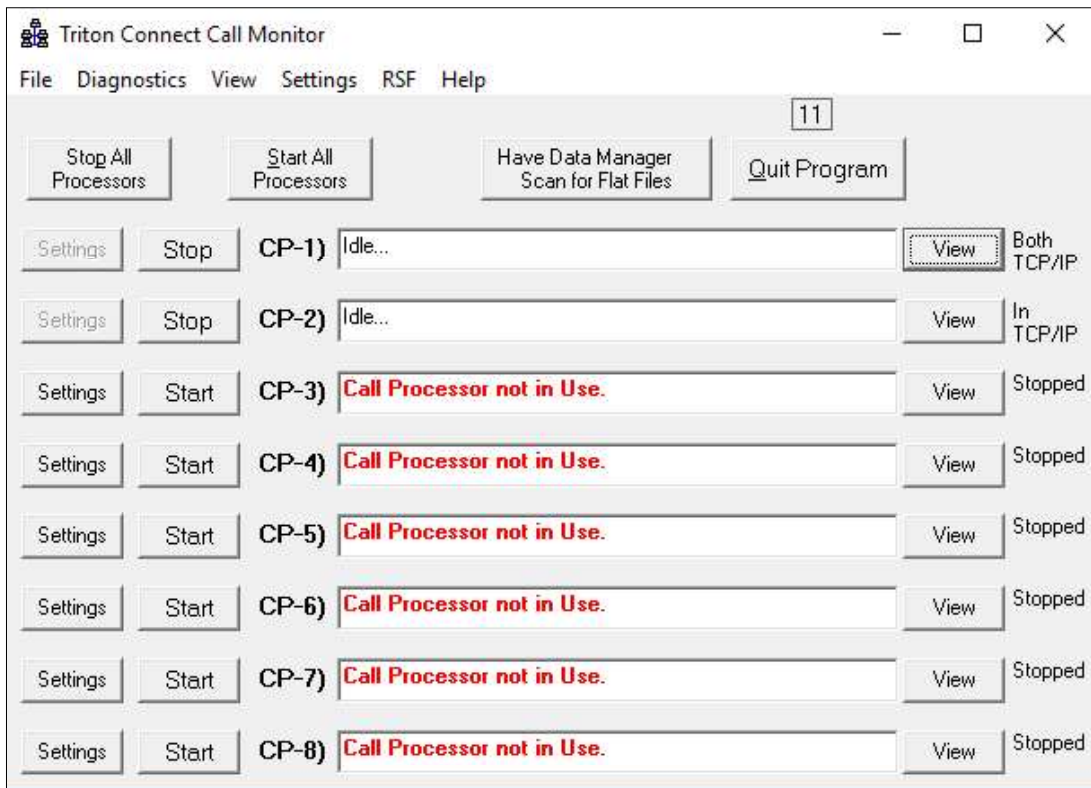 Triton Connect Call Monitor
File Diagnostics View Settings RSF Help
11
Stop All
Processors
Start All
Processors
Have Data Manager
Scan for Flat Files
Quit Program
Settings Stop CP-1) Idle... View Both
TCP/IP
Settings Stop CP-2) Idle... View In
TCP/IP
Settings Start CP-3) Call Processor not in Use. View Stopped
Settings Start CP-4) Call Processor not in Use. View Stopped
Settings Start CP-5) Call Processor not in Use. View Stopped
Settings Start CP-6) Call Processor not in Use. View Stopped
Settings Start CP-7) Call Processor not in Use. View Stopped
Settings Start CP-8) Call Processor not in Use. View Stopped